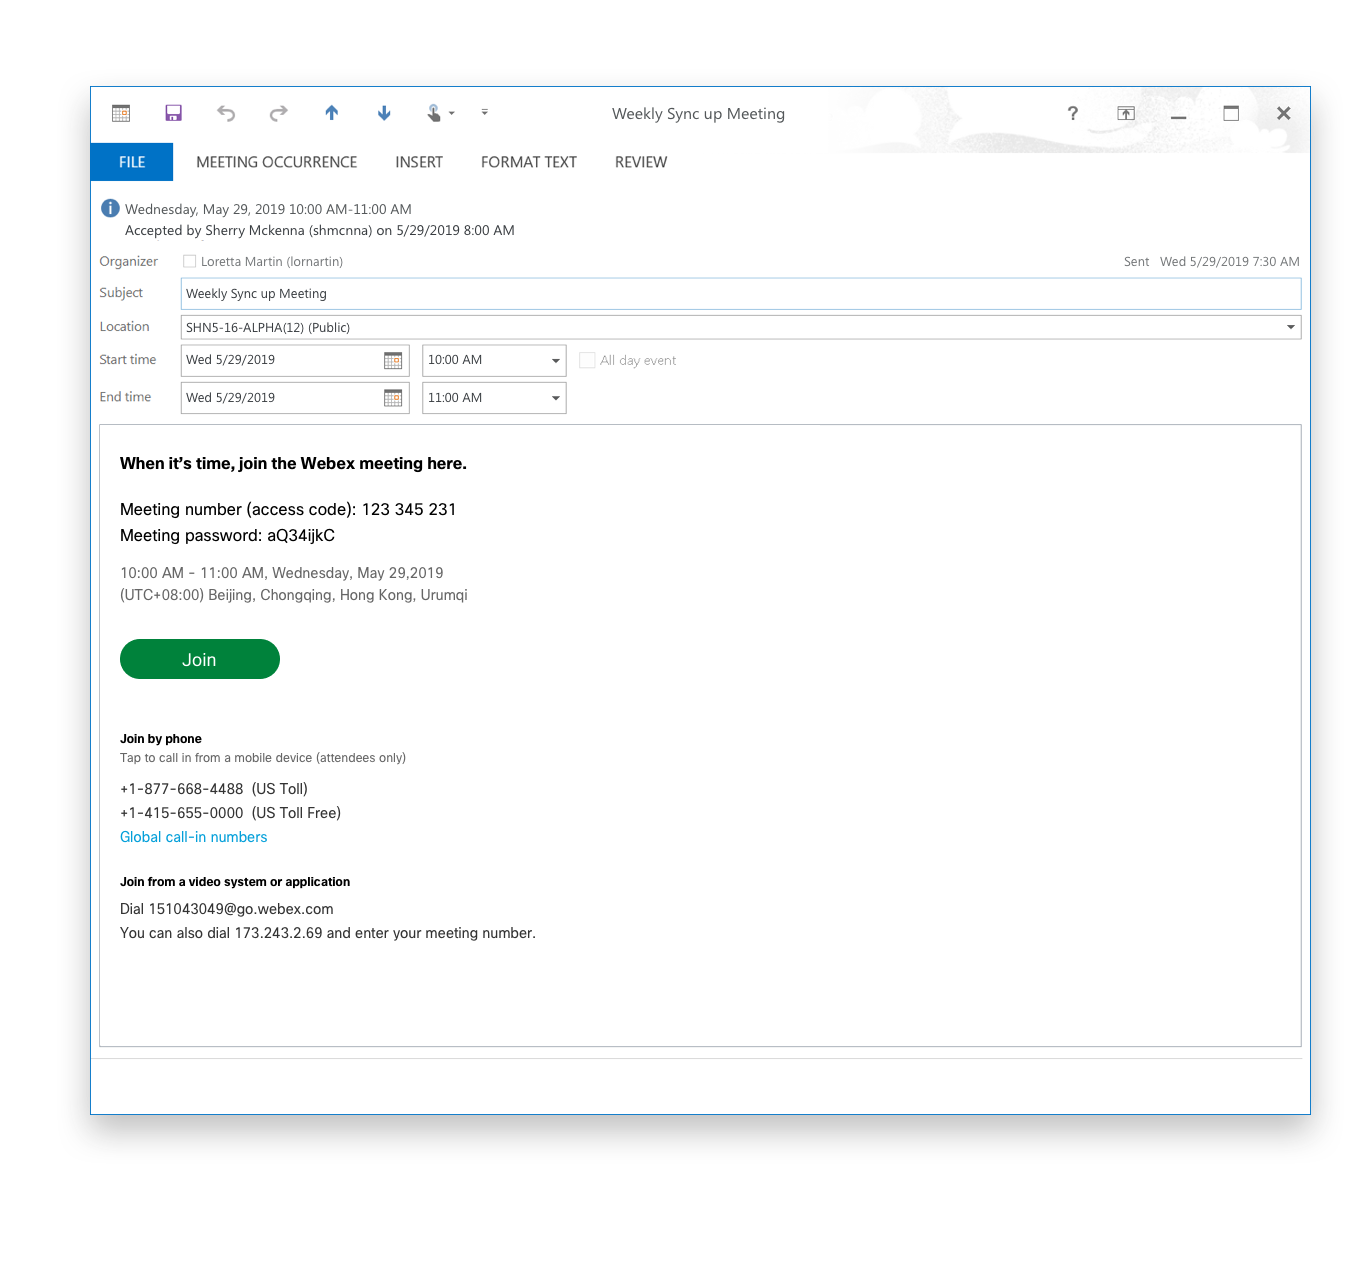 Weekly Sync up Meeting
?
FILE MEETING OCCURRENCE INSERT FORMAT TEXT REVIEW
i Wednesday, May 29, 2019 10:00 AM-11:00 AM
Accepted by Sherry Mckenna (shmcnna) on 5/29/2019 8:00 AM
Organizer Loretta Martin (lornartin) Sent Wed 5/29/2019 7:30 AM
Subject Weekly Sync up Meeting
Location SHN5-16-ALPHA(12) (Public)
Start time Wed 5/29/2019 10:00 AM All day event
End time Wed 5/29/2019 11:00 AM
When it's time, join the Webex meeting here.
Meeting number (access code): 123 345 231
Meeting password: aQ34ijkC
10:00 AM - 11:00 AM, Wednesday, May 29,2019
(UTC+08:00) Beijing, Chongqing, Hong Kong, Urumqi
Join
Join by phone
Tap to call in from a mobile device (attendees only)
+1-877-668-4488 (US Toll)
+1-415-655-0000 (US Toll Free)
Global call-in numbers
Join from a video system or application
Dial 151043049@go.webex.com
You can also dial 173.243.2.69 and enter your meeting number.